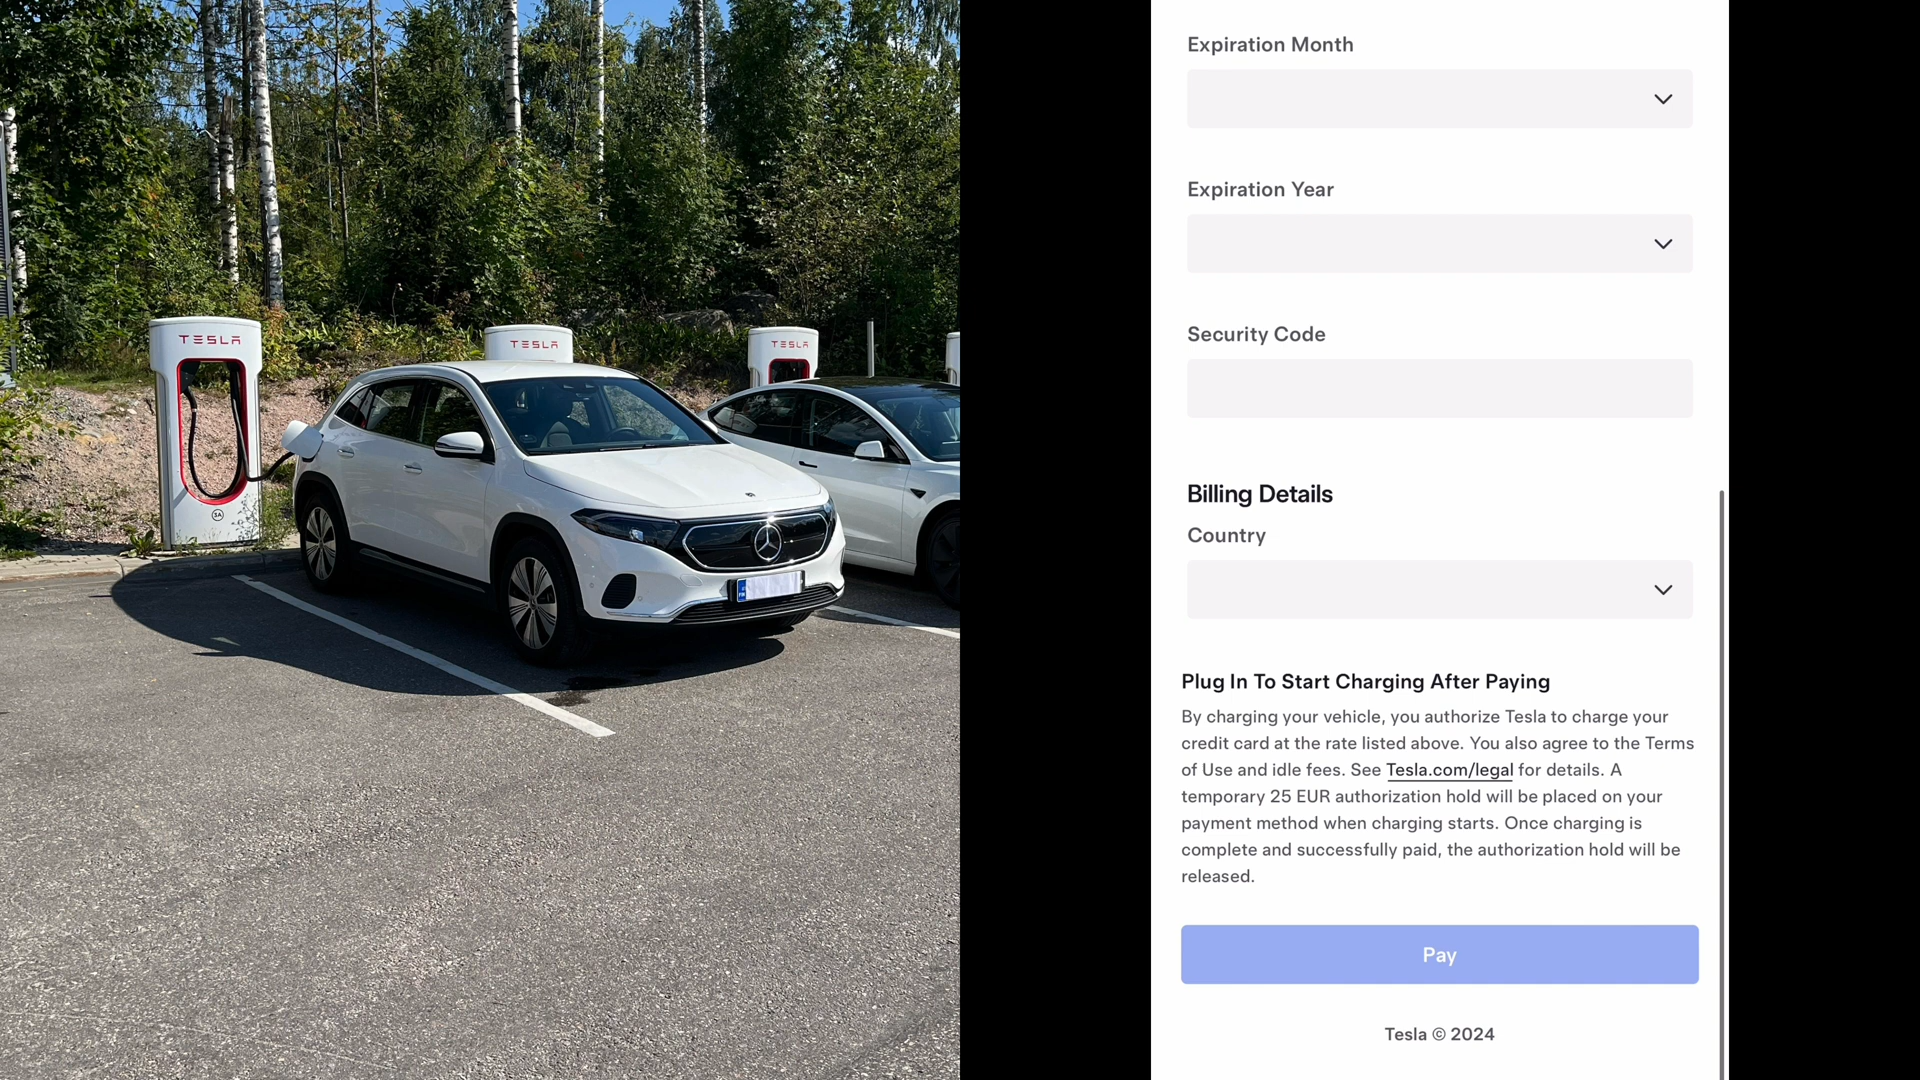 TESLA
TESLA
TESLA
3A
FIN
Expiration Month
Expiration Year
Security Code
Billing Details
Country
Plug In To Start Charging After Paying
By charging your vehicle, you authorize Tesla to charge your
credit card at the rate listed above. You also agree to the Terms
of Use and idle fees. See Tesla.com/legal for details. A
temporary 25 EUR authorization hold will be placed on your
payment method when charging starts. Once charging is
complete and successfully paid, the authorization hold will be
released.
Pay
Tesla © 2024